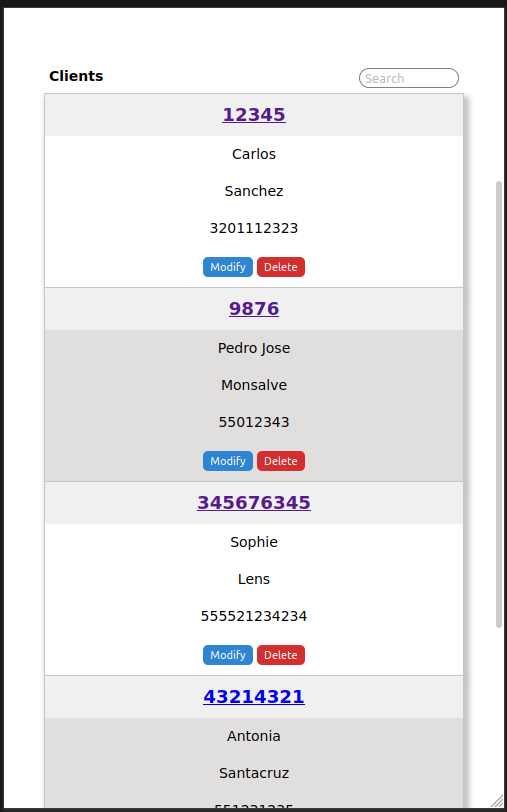 Clients Search
12345
Carlos
Sanchez
3201112323
Modify Delete
9876
Pedro Jose
Monsalve
55012343
Modify Delete
345676345
Sophie
Lens
555521234234
Modify Delete
43214321
Antonia
Santacruz